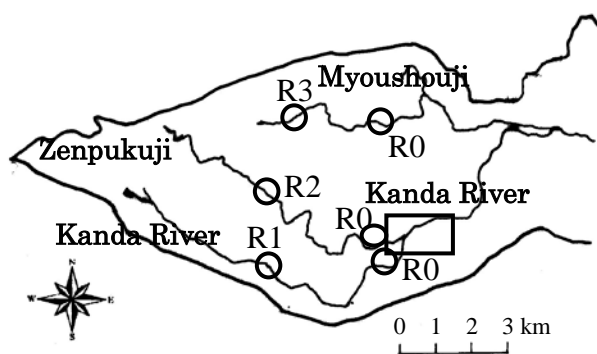 Myoushouji
R3
R0
Zenpukuji
R2
Kanda River
R0
Kanda River
R1
R0
N
W
E
S
0 1 2 3 km